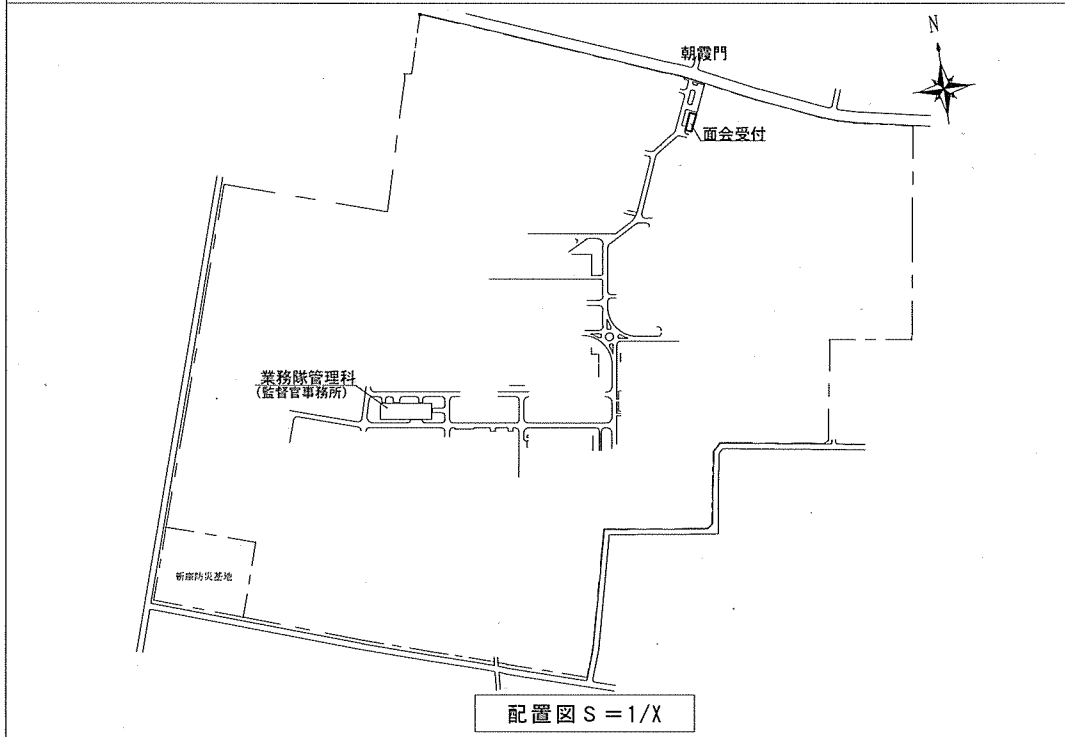 朝霞門
N
面会受付
業務隊管理科
(監督官事務所)
新座防災基地
配置図 S=1/X